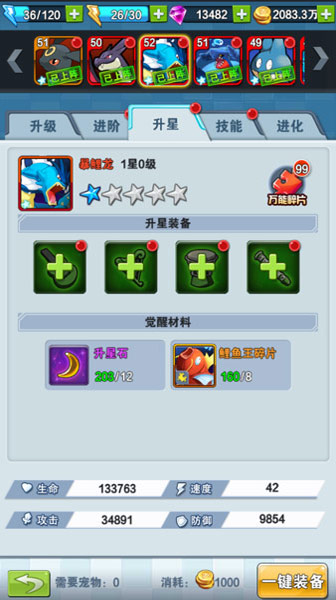 36/120 26/30 13482 2083.3万
51 50 52 51 49
已上阵 已上阵 已上阵 已上阵
升级 进阶 升星 技能 进化
暴鲤龙 1星0级
99
万能碎片
升星装备
觉醒材料
升星石 鲤鱼王碎片
203/12 160/8
生命 133763 速度 42
攻击 34891 防御 9854
需要宠物：0 消耗： 1000 一键装备